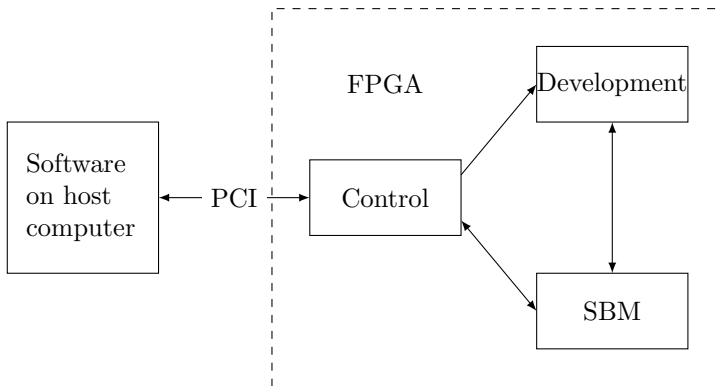 FPGA
Development
Software
on host
computer
PCI
Control
SBM